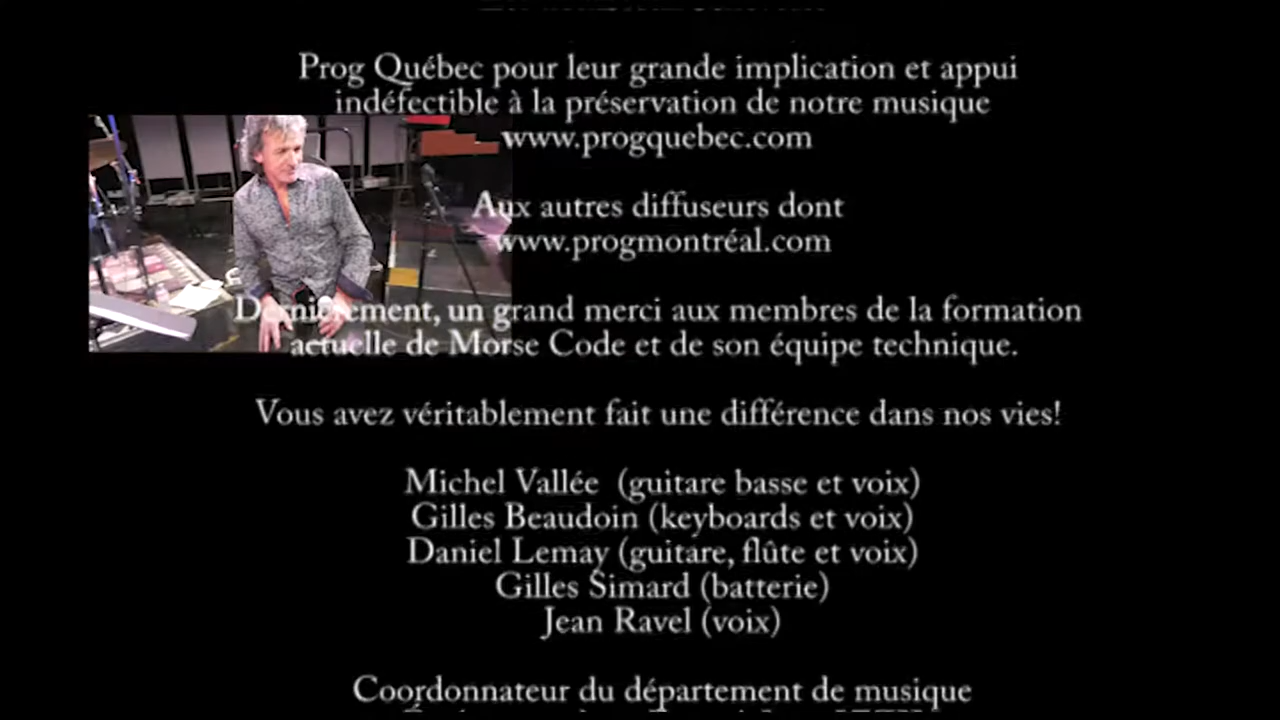 Prog Québec pour leur grande implication et appui
indéfectible à la préservation de notre musique
www.progquebec.com
Aux autres diffuseurs dont
www.progmontréal.com
Dernièrement, un grand merci aux membres de la formation
actuelle de Morse Code et de son équipe technique.
Vous avez véritablement fait une différence dans nos vies!
Michel Vallée (guitare basse et voix)
Gilles Beaudoin (keyboards et voix)
Daniel Lemay (guitare, flûte et voix)
Gilles Simard (batterie)
Jean Ravel (voix)
Coordonnateur du département de musique